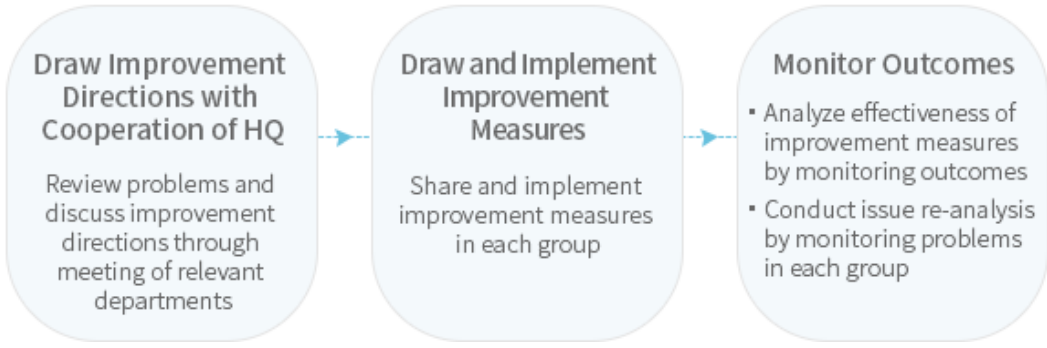 Draw Improvement
Directions with
Cooperation of HQ
Review problems and
discuss improvement
directions through
meeting of relevant
departments
Draw and Implement
Improvement
Measures
Share and implement
improvement measures
in each group
Monitor Outcomes
▪ Analyze effectiveness of
improvement measures
by monitoring outcomes
▪ Conduct issue re-analysis
by monitoring problems
in each group